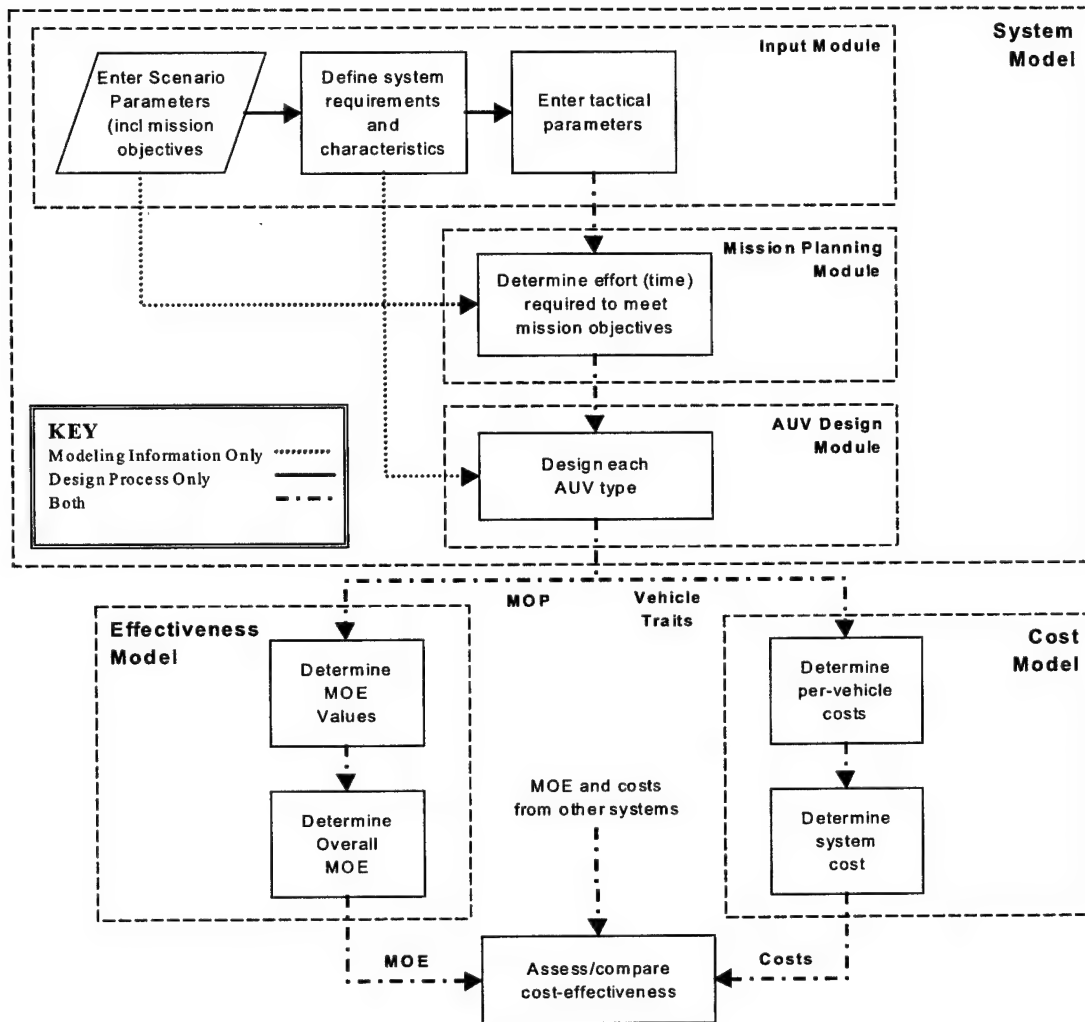 System
Model
Input Module
Enter Scenario
Parameters
(incl mission
objectives
Define system
requirements
and
characteristics
Enter tactical
parameters
Mission Planning
Module
Determine effort (time)
required to meet
mission objectives
AUV Design
Module
Design each
AUV type
KEY
Modeling Information Only
Design Process Only
Both
MOP
Vehicle
Traits
Effectiveness
Model
Determine
MOE
Values
Determine
Overall
MOE
Cost
Model
Determine
per-vehicle
costs
Determine
system
cost
MOE and costs
from other systems
MOE
Assess/compare
cost-effectiveness
Costs